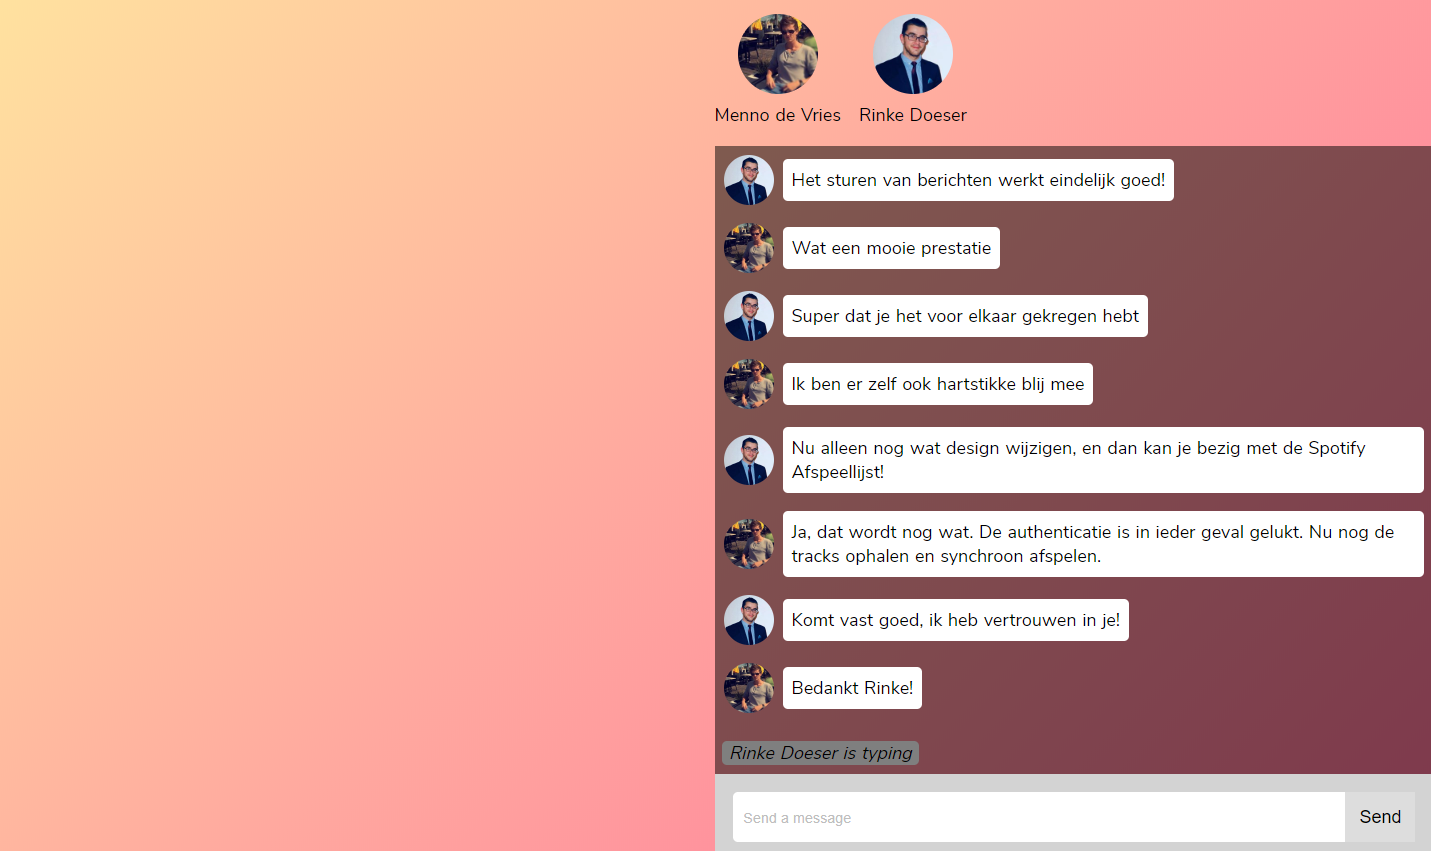 Menno de Vries
Rinke Doeser
Het sturen van berichten werkt eindelijk goed!
Wat een mooie prestatie
Super dat je het voor elkaar gekregen hebt
Ik ben er zelf ook hartstikke blij mee
Nu alleen nog wat design wijzigen, en dan kan je bezig met de Spotify
Afspeellijst!
Ja, dat wordt nog wat. De authenticatie is in ieder geval gelukt. Nu nog de
tracks ophalen en synchroon afspelen.
Komt vast goed, ik heb vertrouwen in je!
Bedankt Rinke!
Rinke Doeser is typing
Send a message
Send